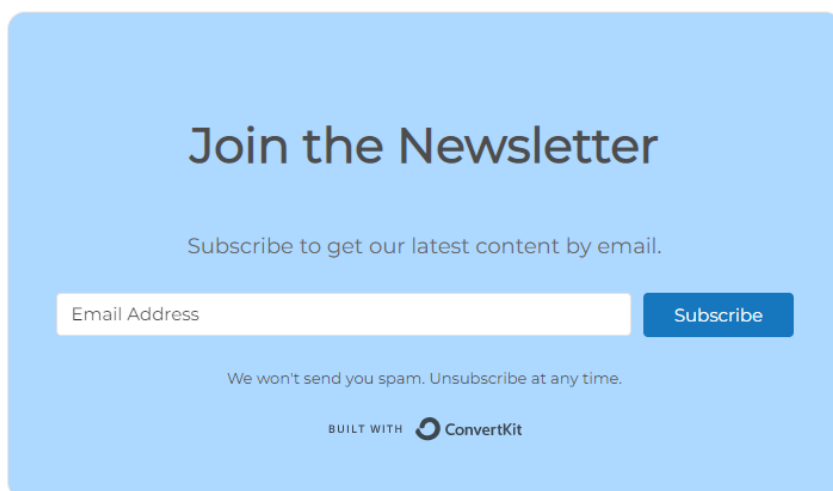 Join the Newsletter
Subscribe to get our latest content by email.
Email Address
Subscribe
We won't send you spam. Unsubscribe at any time.
BUILT WITH ConvertKit